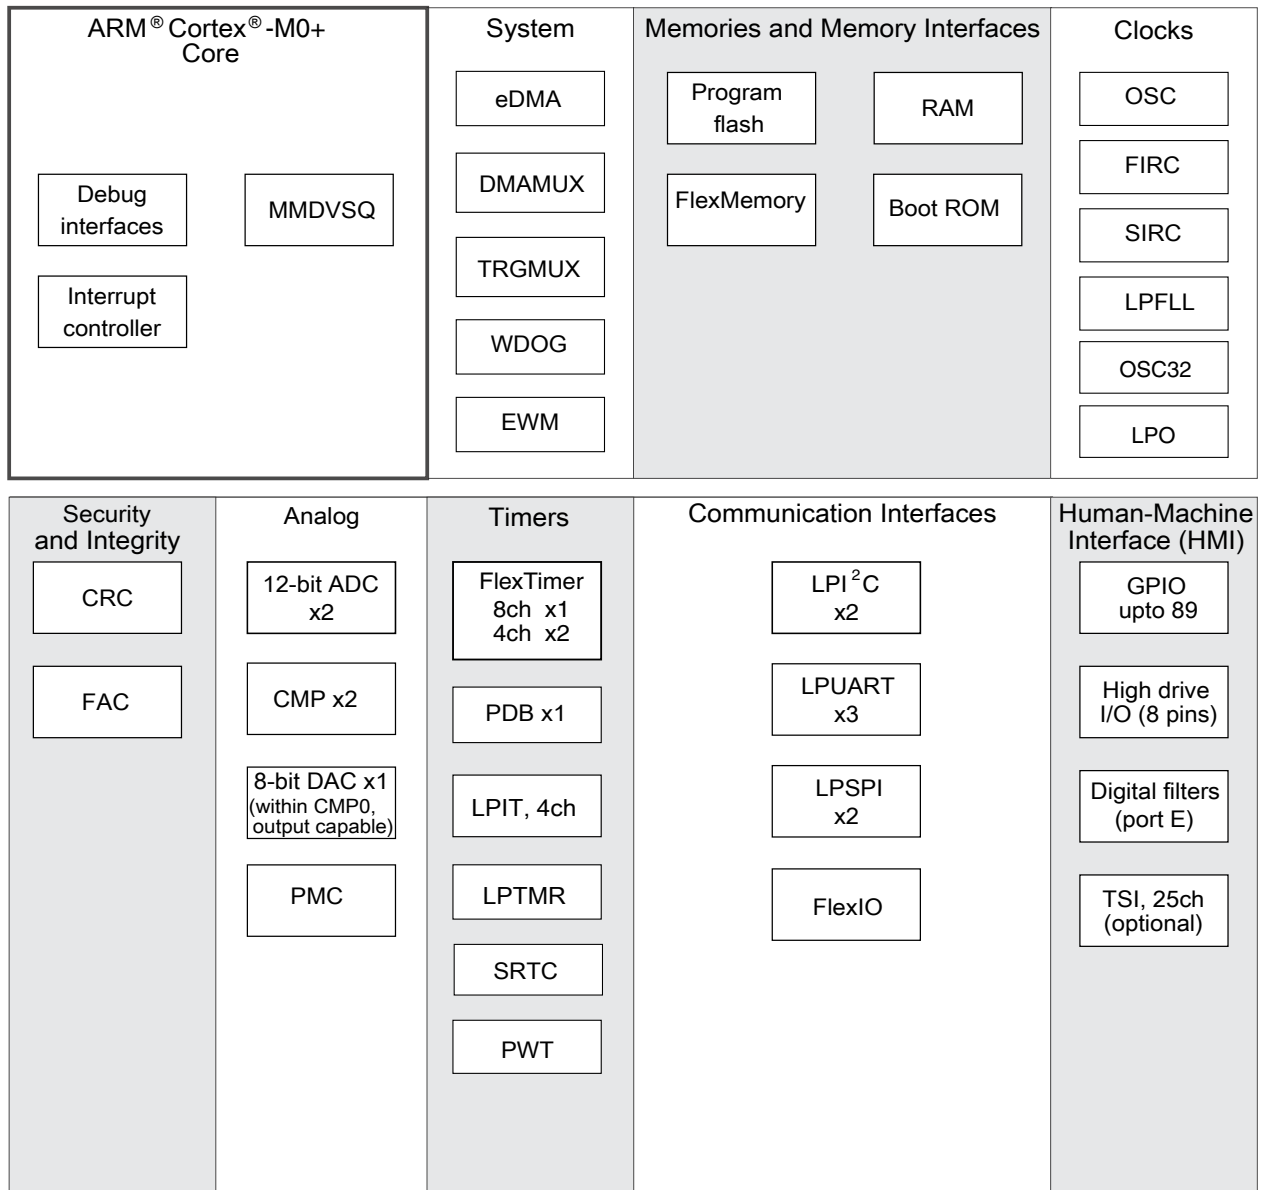 ARM® Cortex®-M0+
Core
Debug
interfaces
MMDVSQ
Interrupt
controller
System
eDMA
DMAMUX
TRGMUX
WDOG
EWM
Memories and Memory Interfaces
Program
flash
RAM
FlexMemory
Boot ROM
Clocks
OSC
FIRC
SIRC
LPFLL
OSC32
LPO
Security
and Integrity
CRC
FAC
Analog
12-bit ADC
x2
CMP x2
8-bit DAC x1
(within CMP0,
output capable)
PMC
Timers
FlexTimer
8ch x1
4ch x2
PDB x1
LPIT, 4ch
LPTMR
SRTC
PWT
Communication Interfaces
LPI²C
x2
LPUART
x3
LPSPI
x2
FlexIO
Human-Machine
Interface (HMI)
GPIO
upto 89
High drive
I/O (8 pins)
Digital filters
(port E)
TSI, 25ch
(optional)